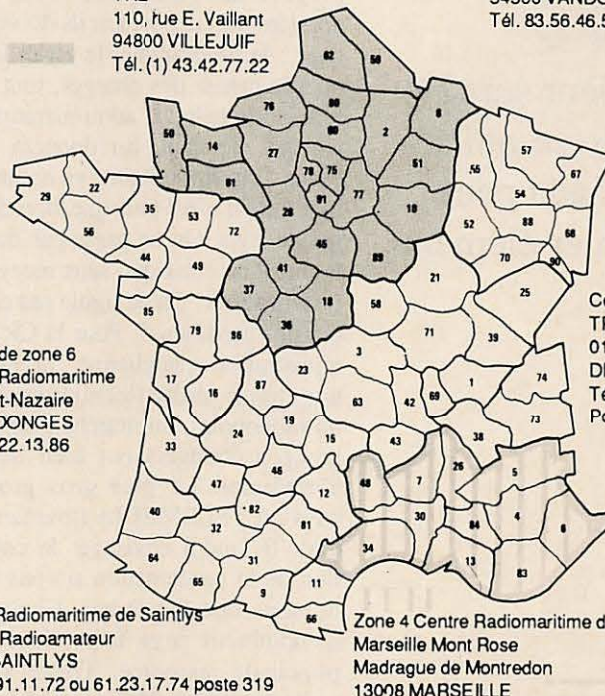 110, rue E. Vaillant
94800 VILLEJUIF
Tél. (1) 43.42.77.22
Tél. 83.56.46.5
62 59
50 76 80 8
14 60 2
27 57
61 78 75 51 55 67
29 22 91 77 54
35 53 28 10 88 68
56 72 52
45 70 90
44 49 41 89 21 25
37
85 18 58
79 86 36 71 39
3
de zone 6
Radiomaritime
t-Nazaire
DONGES
22.13.86
17 16 87 23 63 42 69 1 74
73
33 24 19 15 43 38
46 48 7 26 5
40 47 82 12 30 84 4 6
32 81
64 31 34 13 83
65 9 11
66
Radiomaritime de Saintlys
Radioamateur
SAINTLYS
91.11.72 ou 61.23.17.74 poste 319
Zone 4 Centre Radiomaritime d
Marseille Mont Rose
Madrague de Montredon
13008 MARSEILLE